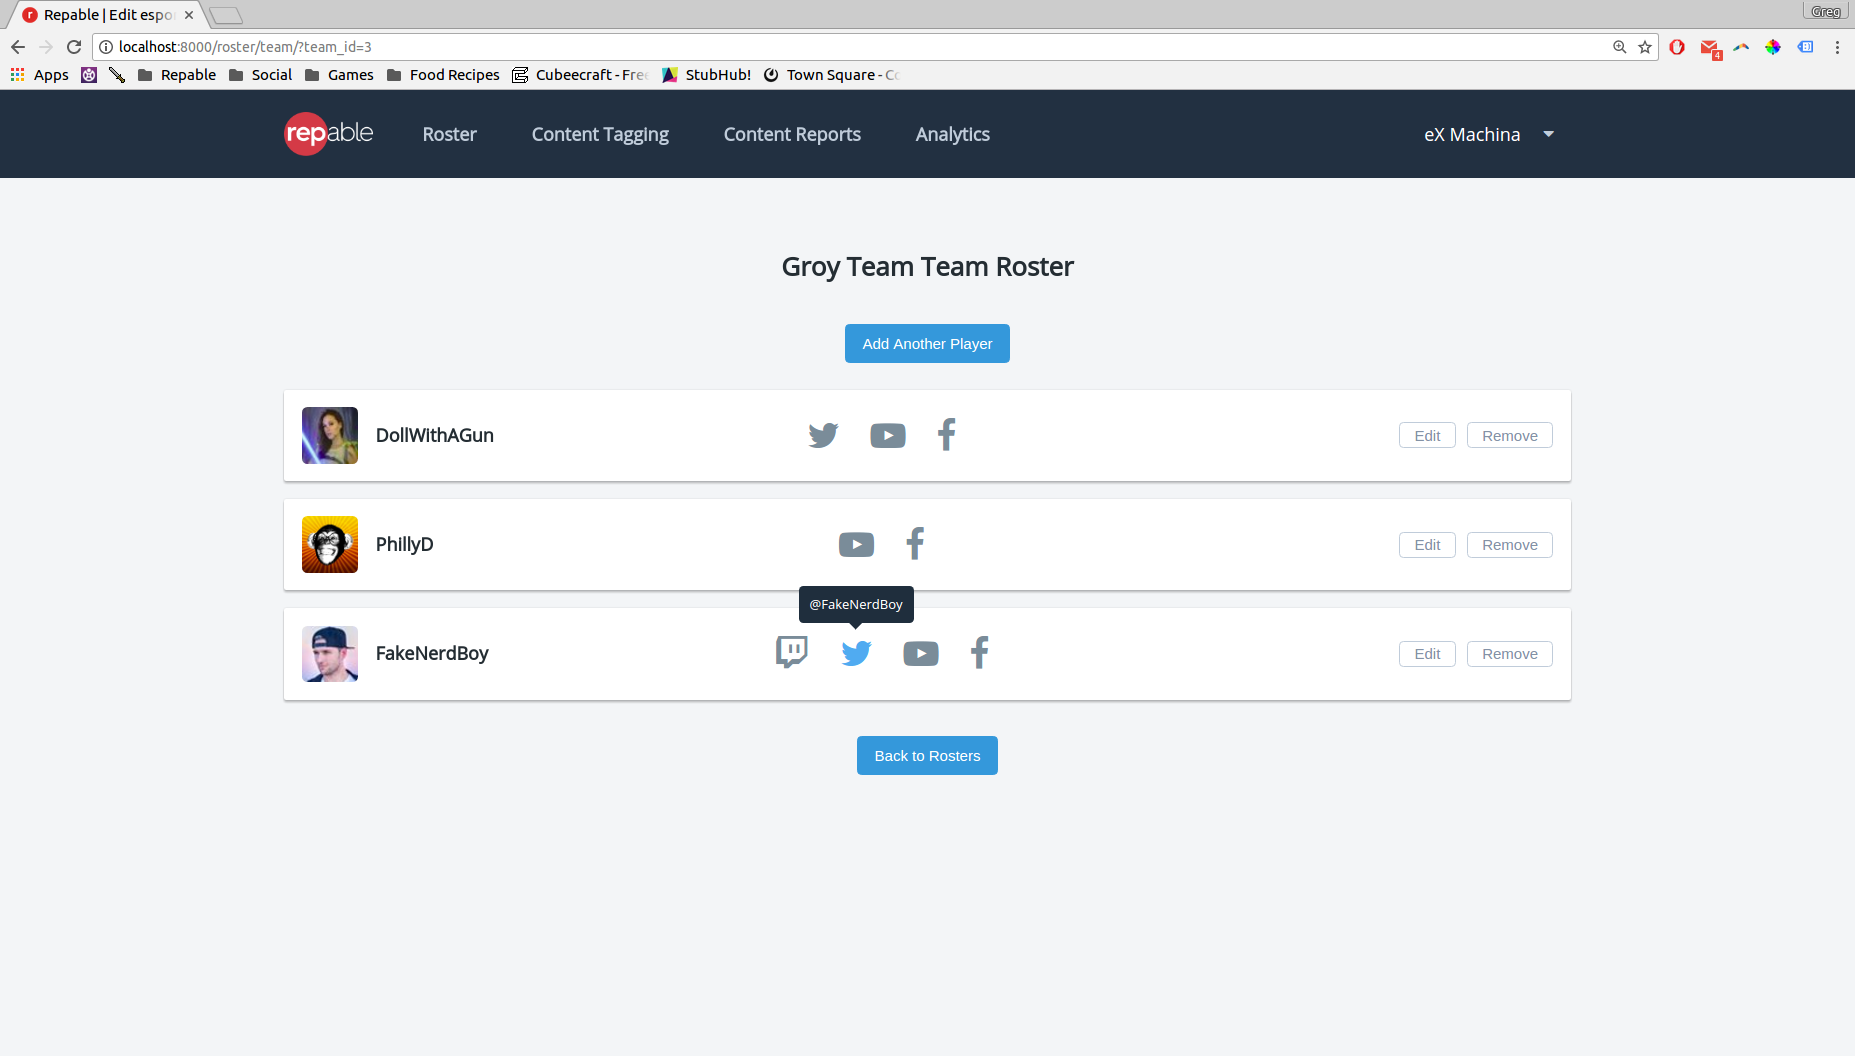 Repable | Edit espo
Greg
localhost:8000/roster/team/?team_id=3
4
Apps Repable Social Games Food Recipes Cubeecraft - Fre StubHub! Town Square - Co
repable Roster Content Tagging Content Reports Analytics eX Machina
Groy Team Team Roster
Add Another Player
DollWithAGun Edit Remove
PhillyD Edit Remove
@FakeNerdBoy
FakeNerdBoy Edit Remove
Back to Rosters